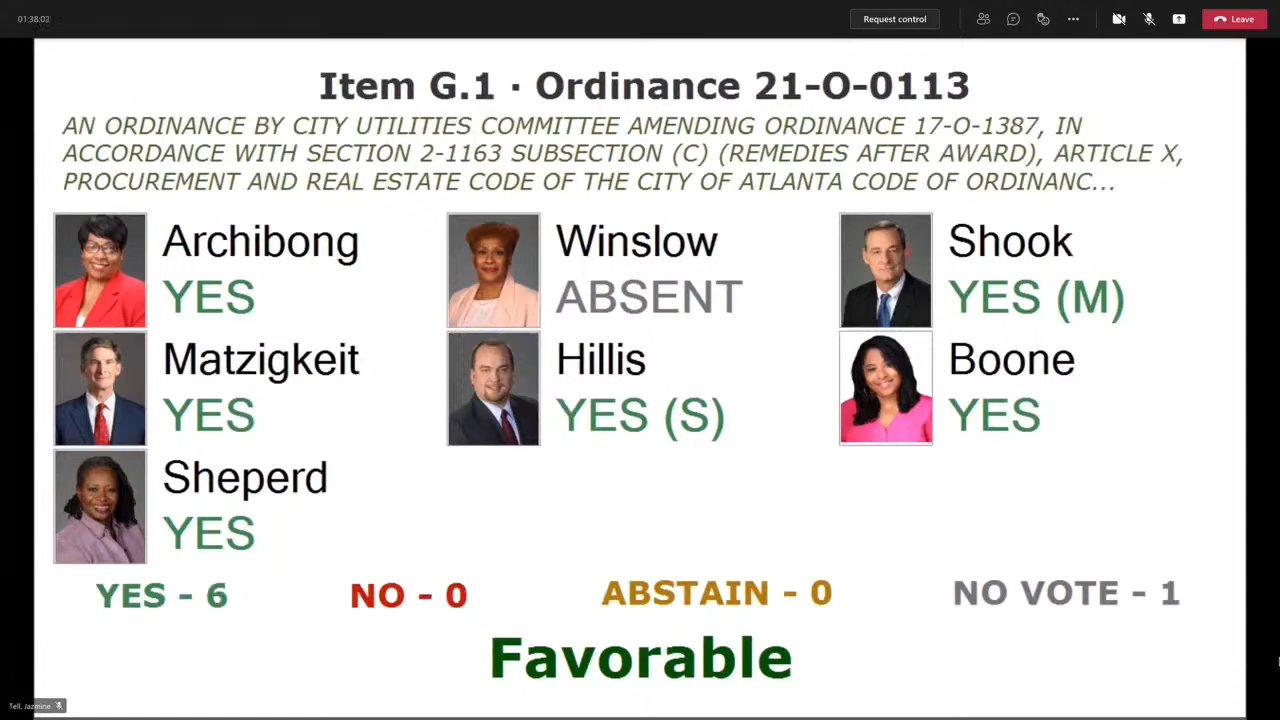 01:38:02
Request control
Leave
Item G.1 · Ordinance 21-O-0113
AN ORDINANCE BY CITY UTILITIES COMMITTEE AMENDING ORDINANCE 17-O-1387, IN
ACCORDANCE WITH SECTION 2-1163 SUBSECTION (C) (REMEDIES AFTER AWARD), ARTICLE X,
PROCUREMENT AND REAL ESTATE CODE OF THE CITY OF ATLANTA CODE OF ORDINANC...
Archibong
YES
Winslow
ABSENT
Shook
YES (M)
Matzigkeit
YES
Hillis
YES (S)
Boone
YES
Sheperd
YES
YES - 6
NO - 0
ABSTAIN - 0
NO VOTE - 1
Favorable
Tell, Jazmine